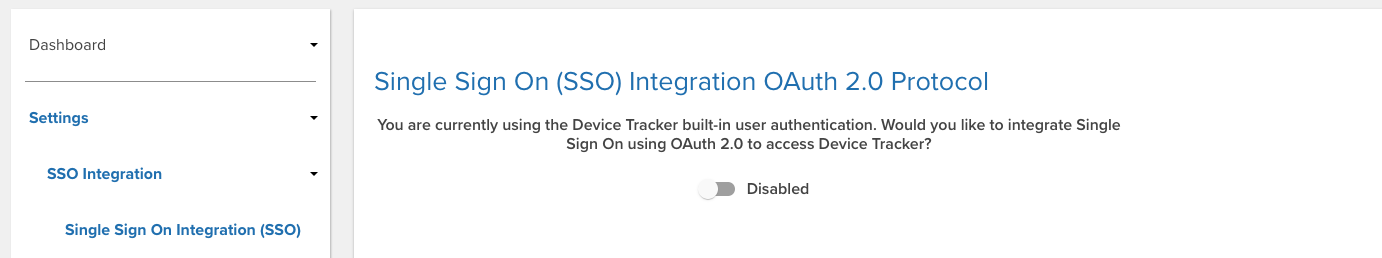 Dashboard
Settings
SSO Integration
Single Sign On Integration (SSO)
Single Sign On (SSO) Integration OAuth 2.0 Protocol
You are currently using the Device Tracker built-in user authentication. Would you like to integrate Single
Sign On using OAuth 2.0 to access Device Tracker?
Disabled